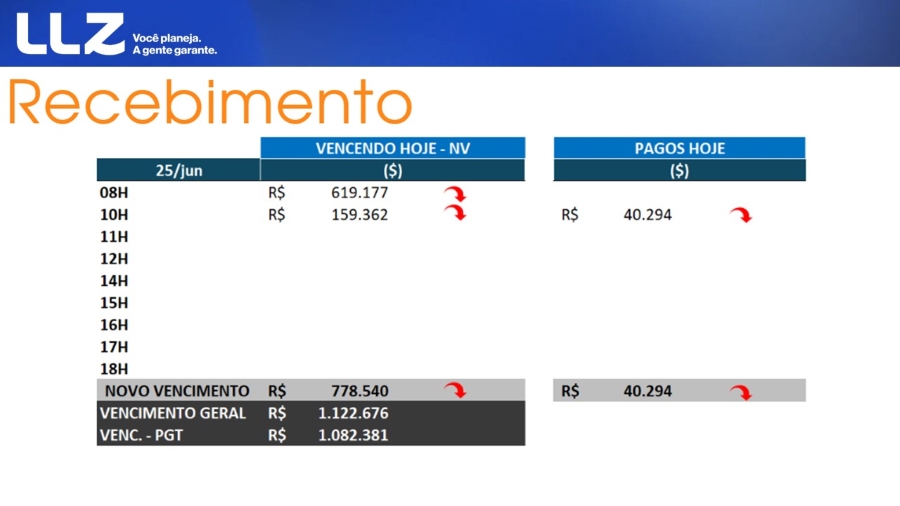 LLZ Você planeja.
A gente garante.
Recebimento
VENCENDO HOJE - NV PAGOS HOJE
25/jun ($) ($)
08H R$ 619.177
10H R$ 159.362 R$ 40.294
11H
12H
14H
15H
16H
17H
18H
NOVO VENCIMENTO R$ 778.540 R$ 40.294
VENCIMENTO GERAL R$ 1.122.676
VENC. - PGT R$ 1.082.381